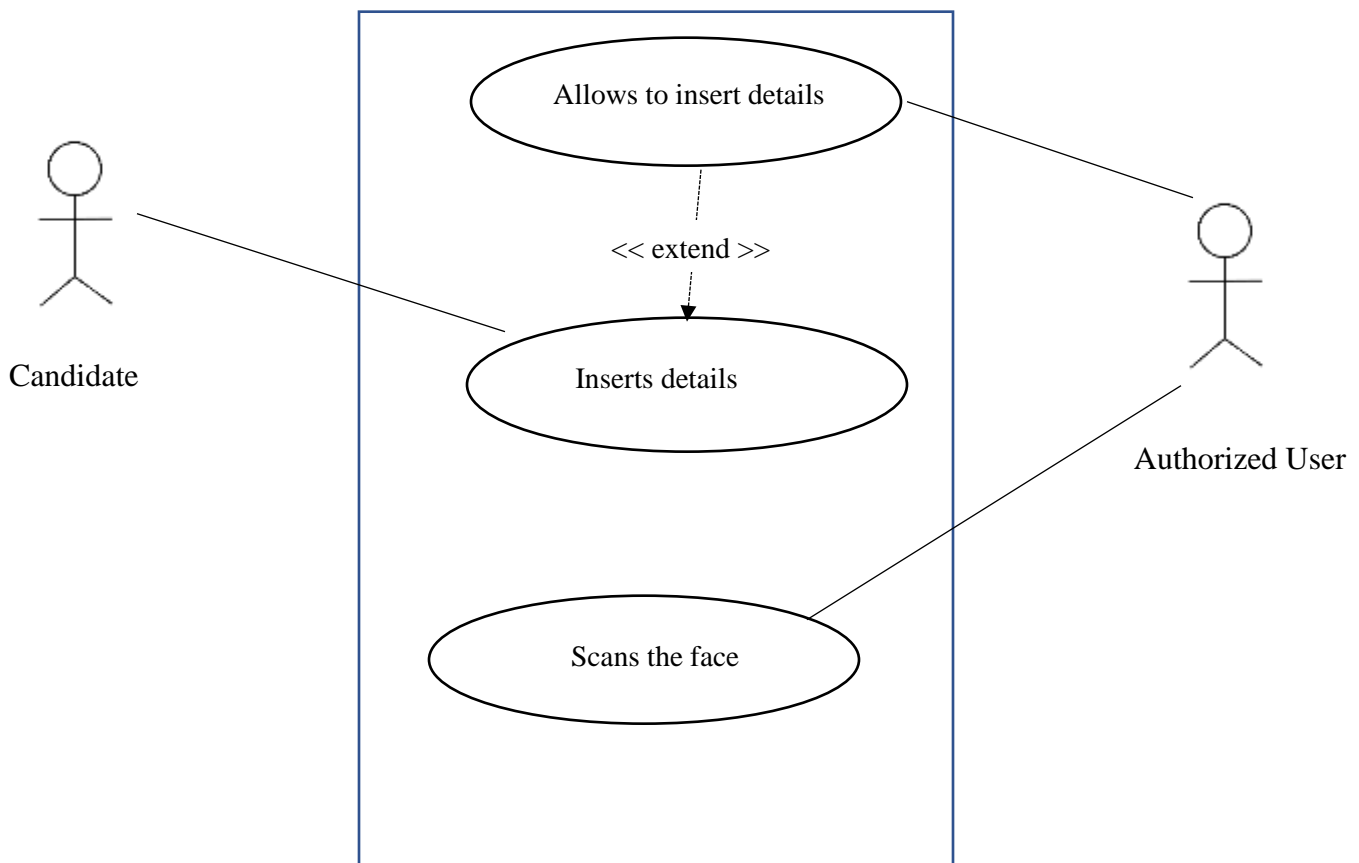 Allows to insert details
<< extend >>
Candidate
Inserts details
Authorized User
Scans the face